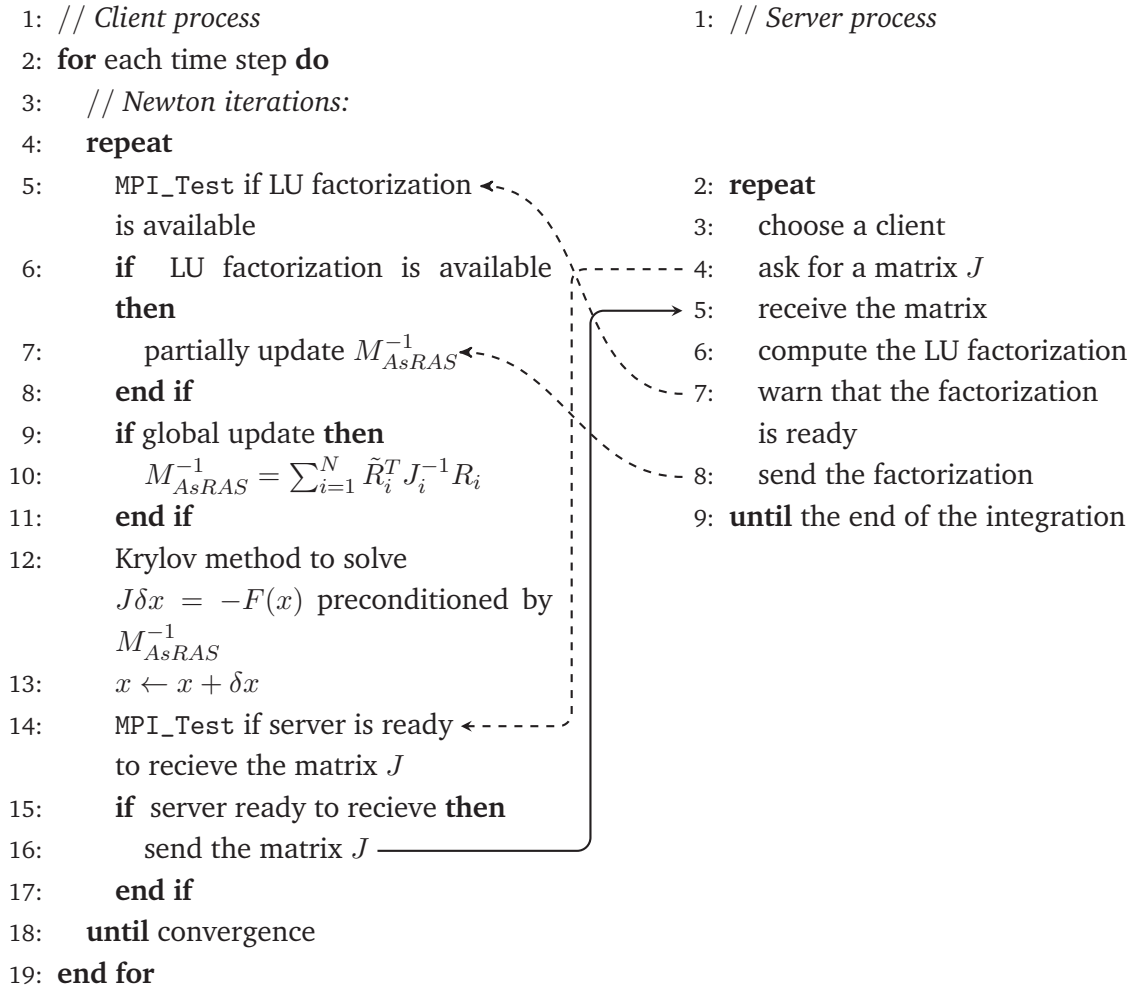 1: // Client process
2: for each time step do
3: // Newton iterations:
4: repeat
5: MPI_Test if LU factorization
is available
6: if LU factorization is available
then
7: partially update M_{AsRAS}^{-1}
8: end if
9: if global update then
10: M_{AsRAS}^{-1} = \sum_{i=1}^{N} \tilde{R}_i^T J_i^{-1} R_i
11: end if
12: Krylov method to solve
Jδx = −F(x) preconditioned by
M_{AsRAS}^{-1}
13: x ← x + δx
14: MPI_Test if server is ready
to recieve the matrix J
15: if server ready to recieve then
16: send the matrix J
17: end if
18: until convergence
19: end for
1: // Server process
2: repeat
3: choose a client
4: ask for a matrix J
5: receive the matrix
6: compute the LU factorization
7: warn that the factorization
is ready
8: send the factorization
9: until the end of the integration